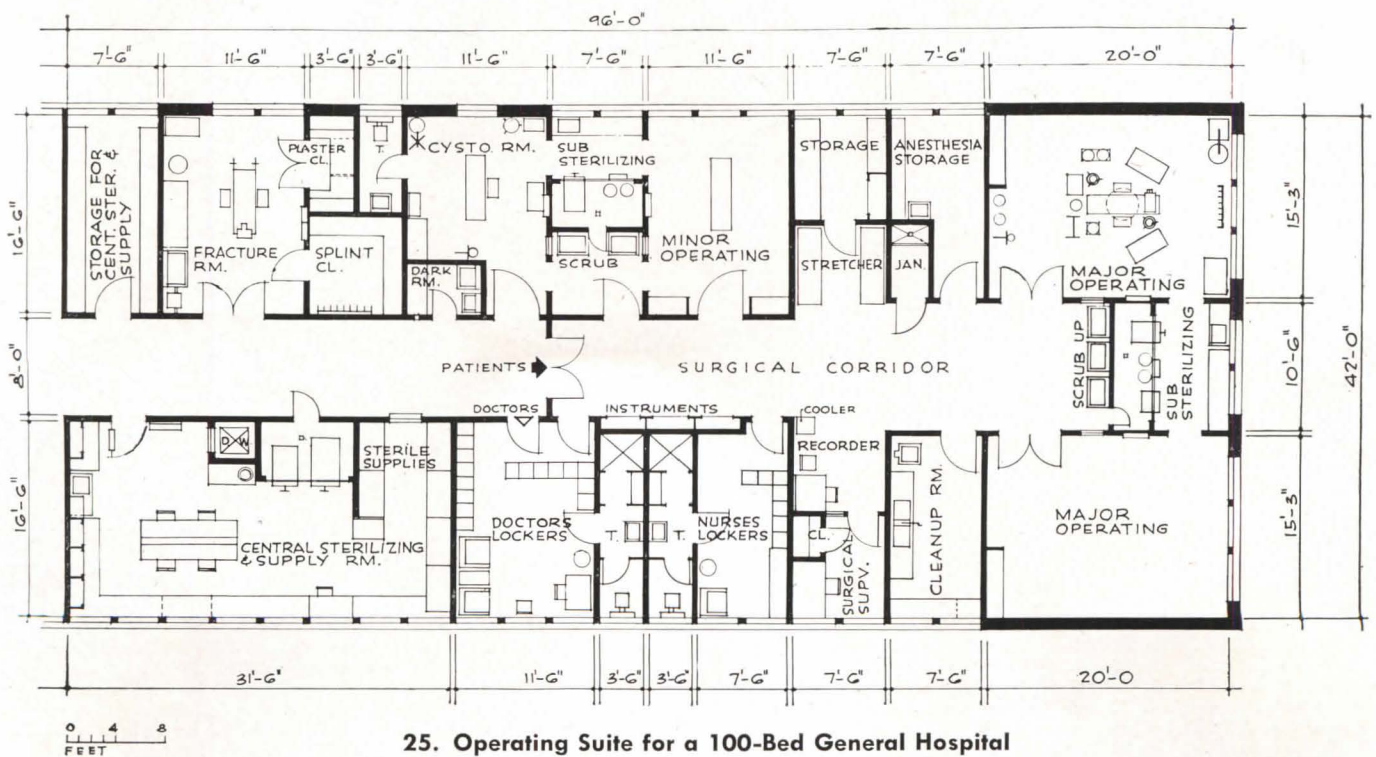 96'-0"
7'-6" 11'-6" 3'-6" 3'-6" 11'-6" 7'-6" 11'-6" 7'-6" 7'-6" 20'-0"
16'-6"
8'-0"
16'-6"
STORAGE FOR
CENT. STER. &
SUPPLY
FRACTURE
RM.
PLASTER
CL.
SPLINT
CL.
T.
CYSTO. RM.
DARK
RM.
SUB
STERILIZING
SCRUB
MINOR
OPERATING
STORAGE
STRETCHER
ANESTHESIA
STORAGE
JAN.
MAJOR
OPERATING
15'-3"
10'-6"
15'-3"
42'-0"
PATIENTS
SURGICAL CORRIDOR
SCRUB UP
SUB
STERILIZING
DOCTORS
INSTRUMENTS
COOLER
RECORDER
D W
STERILE
SUPPLIES
CENTRAL STERILIZING
& SUPPLY RM.
DOCTORS
LOCKERS
T.
T.
NURSES
LOCKERS
CL.
SURGICAL
SUPV.
CLEANUP RM.
MAJOR
OPERATING
31'-6" 11'-6" 3'-6" 3'-6" 7'-6" 7'-6" 7'-6" 20'-0
0 4 8
FEET
25. Operating Suite for a 100-Bed General Hospital